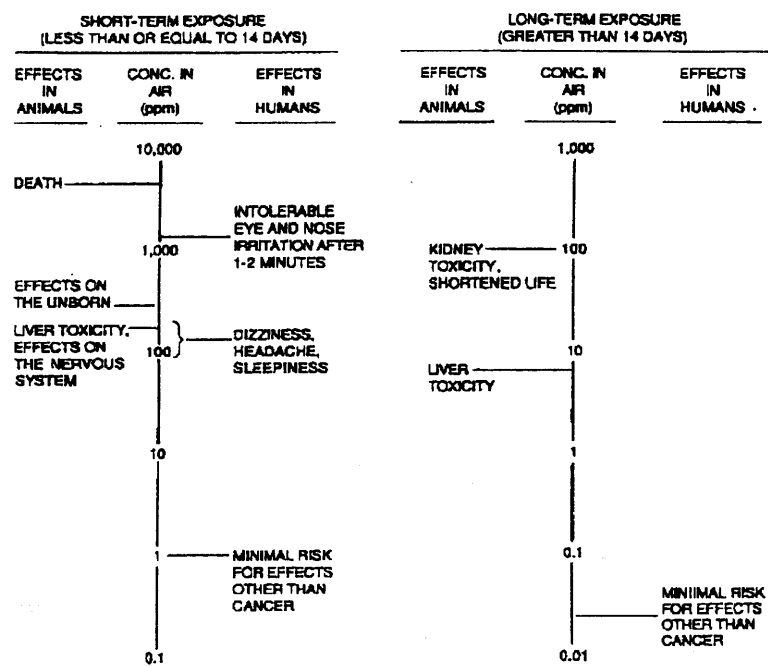 SHORT-TERM EXPOSURE
(LESS THAN OR EQUAL TO 14 DAYS)
EFFECTS
IN
ANIMALS
CONC. IN
AIR
(ppm)
EFFECTS
IN
HUMANS
10,000
DEATH
INTOLERABLE
EYE AND NOSE
IRRITATION AFTER
1-2 MINUTES
1,000
EFFECTS ON
THE UNBORN
LIVER TOXICITY,
EFFECTS ON
THE NERVOUS
SYSTEM
100
DIZZINESS,
HEADACHE,
SLEEPINESS
10
1
MINIMAL RISK
FOR EFFECTS
OTHER THAN
CANCER
0.1
LONG-TERM EXPOSURE
(GREATER THAN 14 DAYS)
EFFECTS
IN
ANIMALS
CONC. IN
AIR
(ppm)
EFFECTS
IN
HUMANS
1,000
KIDNEY
TOXICITY,
SHORTENED LIFE
100
10
LIVER
TOXICITY
1
0.1
MINIIMAL RISK
FOR EFFECTS
OTHER THAN
CANCER
0.01